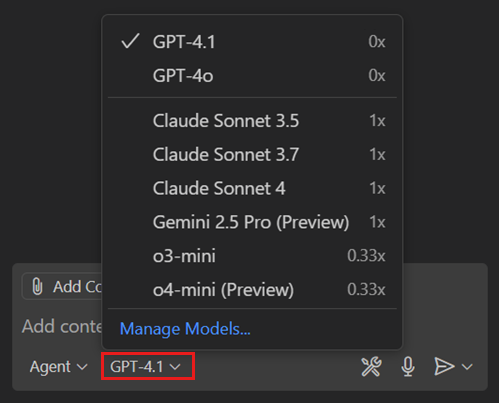 GPT-4.1 0x
GPT-4o 0x
Claude Sonnet 3.5 1x
Claude Sonnet 3.7 1x
Claude Sonnet 4 1x
Gemini 2.5 Pro (Preview) 1x
o3-mini 0.33x
o4-mini (Preview) 0.33x
Manage Models...
Add Co
Add conte
Agent GPT-4.1